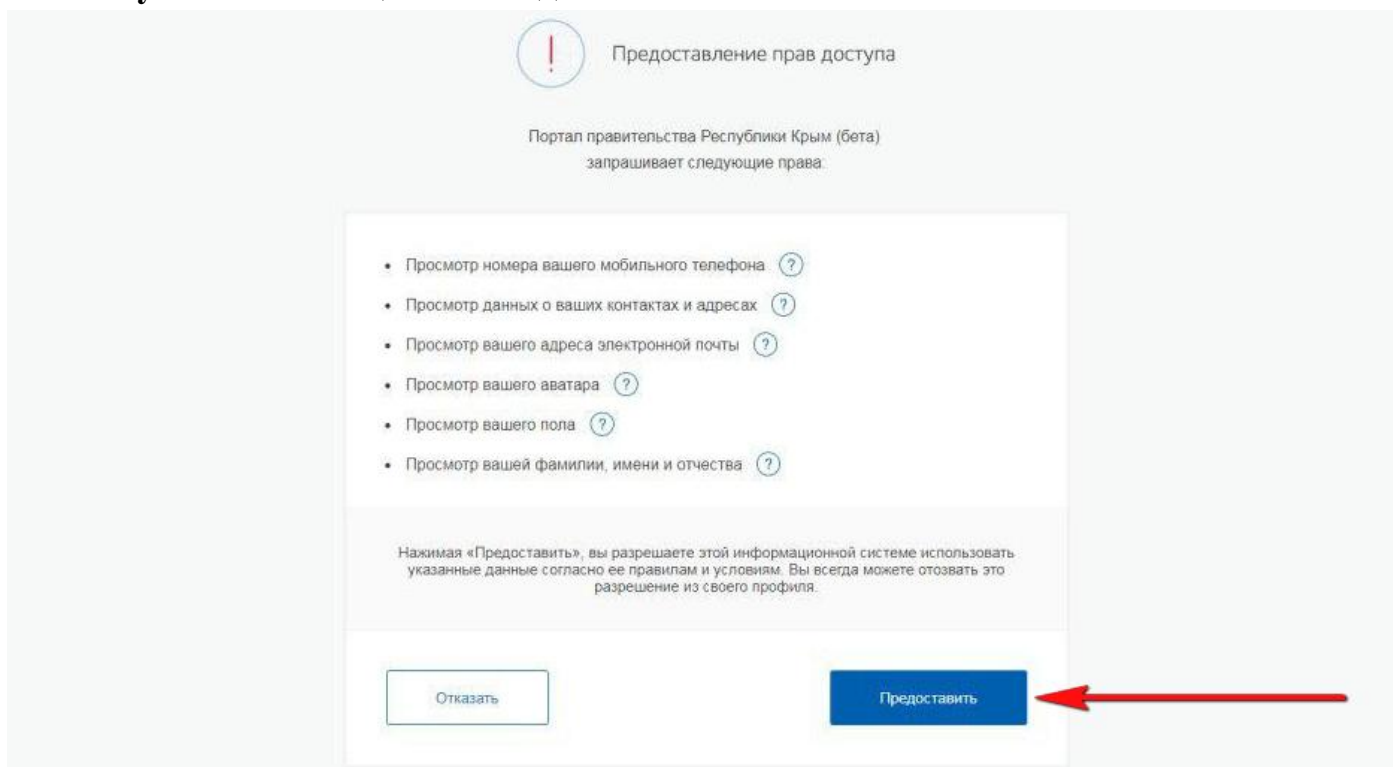 !
Предоставление прав доступа
Портал правительства Республики Крым (бета)
запрашивает следующие права:
• Просмотр номера вашего мобильного телефона ?
• Просмотр данных о ваших контактах и адресах ?
• Просмотр вашего адреса электронной почты ?
• Просмотр вашего аватара ?
• Просмотр вашего пола ?
• Просмотр вашей фамилии, имени и отчества ?
Нажимая «Предоставить», вы разрешаете этой информационной системе использовать
указанные данные согласно ее правилам и условиям. Вы всегда можете отозвать это
разрешение из своего профиля.
Отказать
Предоставить